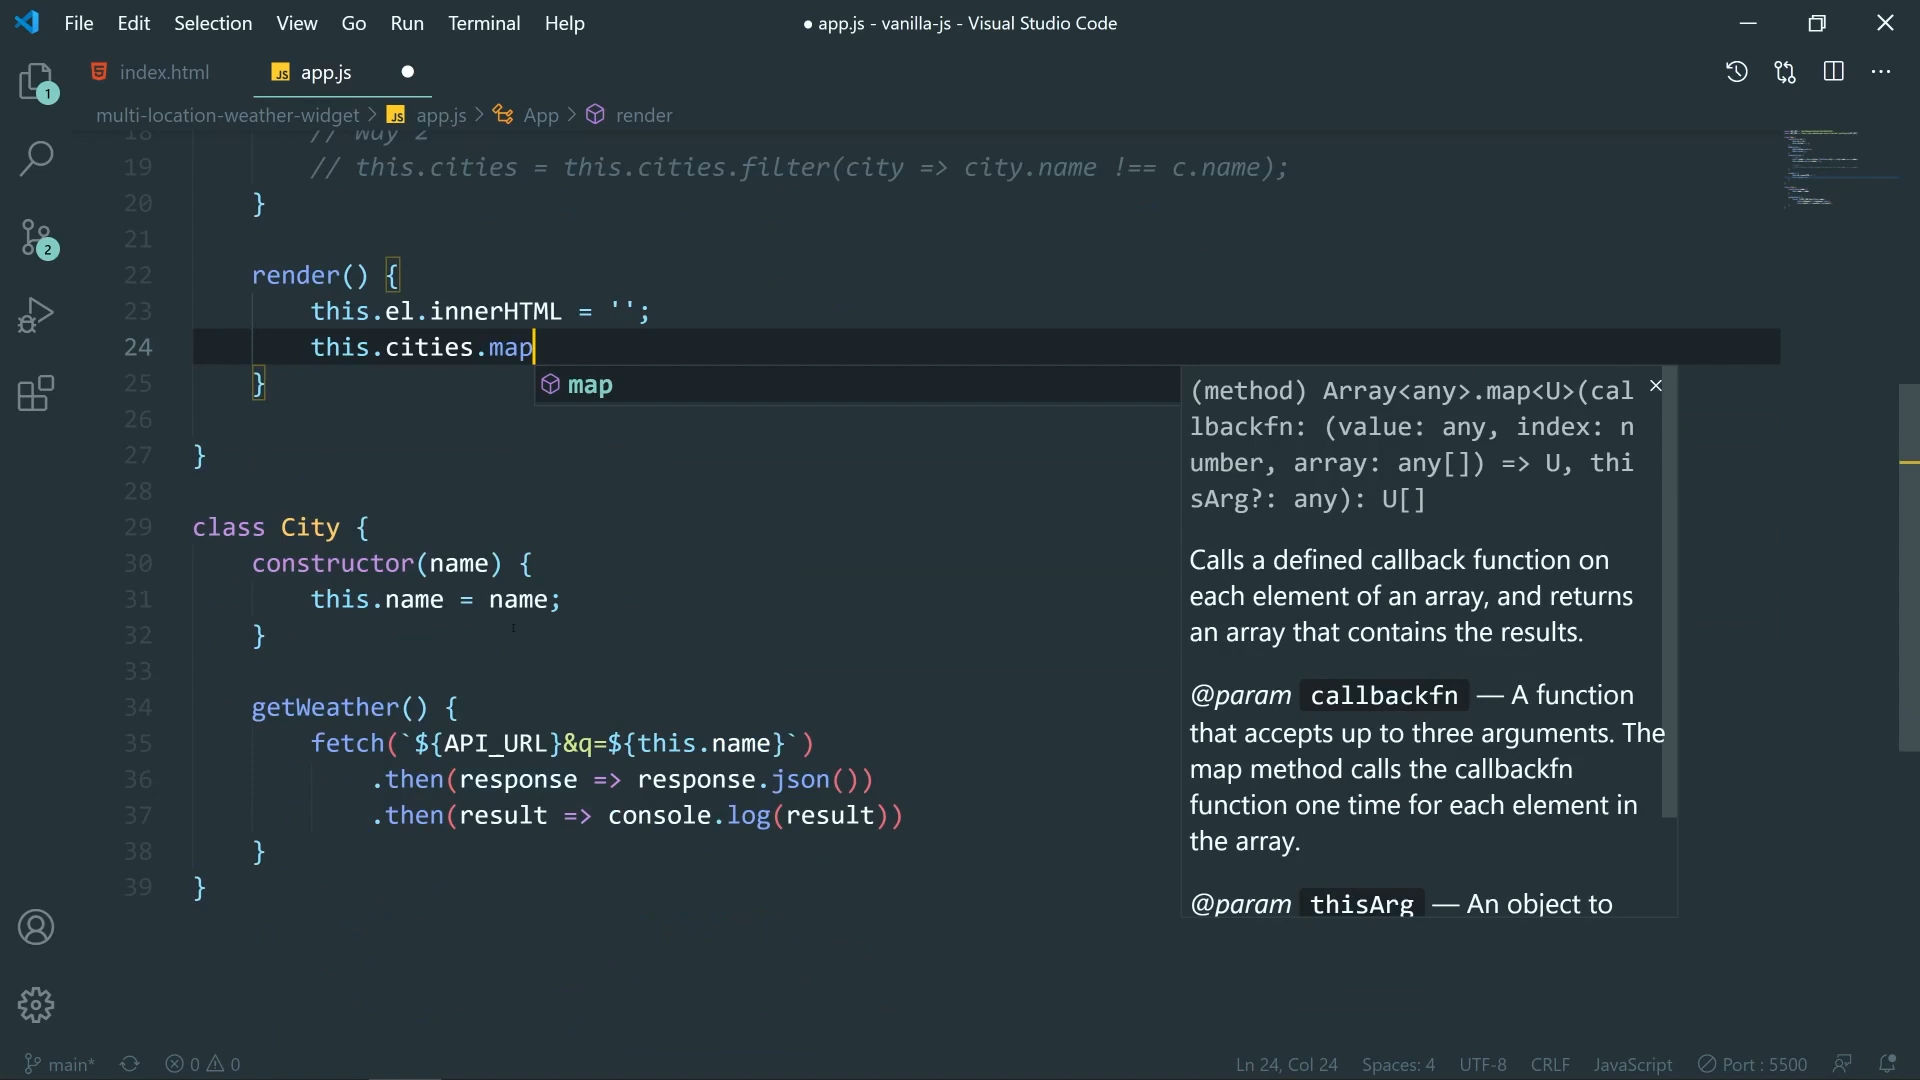 File Edit Selection View Go Run Terminal Help
● app.js - vanilla-js - Visual Studio Code
1
index.html
JS app.js
multi-location-weather-widget > JS app.js > App > render
18 // way 2
19 // this.cities = this.cities.filter(city => city.name !== c.name);
20 }
21
22 render() {
23 this.el.innerHTML = '';
24 this.cities.map
25 }
26
27 }
28
29 class City {
30 constructor(name) {
31 this.name = name;
32 }
33
34 getWeather() {
35 fetch(`${API_URL}&q=${this.name}`)
36 .then(response => response.json())
37 .then(result => console.log(result))
38 }
39 }
2
map
(method) Array<any>.map<U>(cal
lbackfn: (value: any, index: n
umber, array: any[]) => U, thi
sArg?: any): U[]
Calls a defined callback function on
each element of an array, and returns
an array that contains the results.
@param callbackfn — A function
that accepts up to three arguments. The
map method calls the callbackfn
function one time for each element in
the array.
@param thisArg — An object to
main* 0 0
Ln 24, Col 24 Spaces: 4 UTF-8 CRLF JavaScript Port : 5500